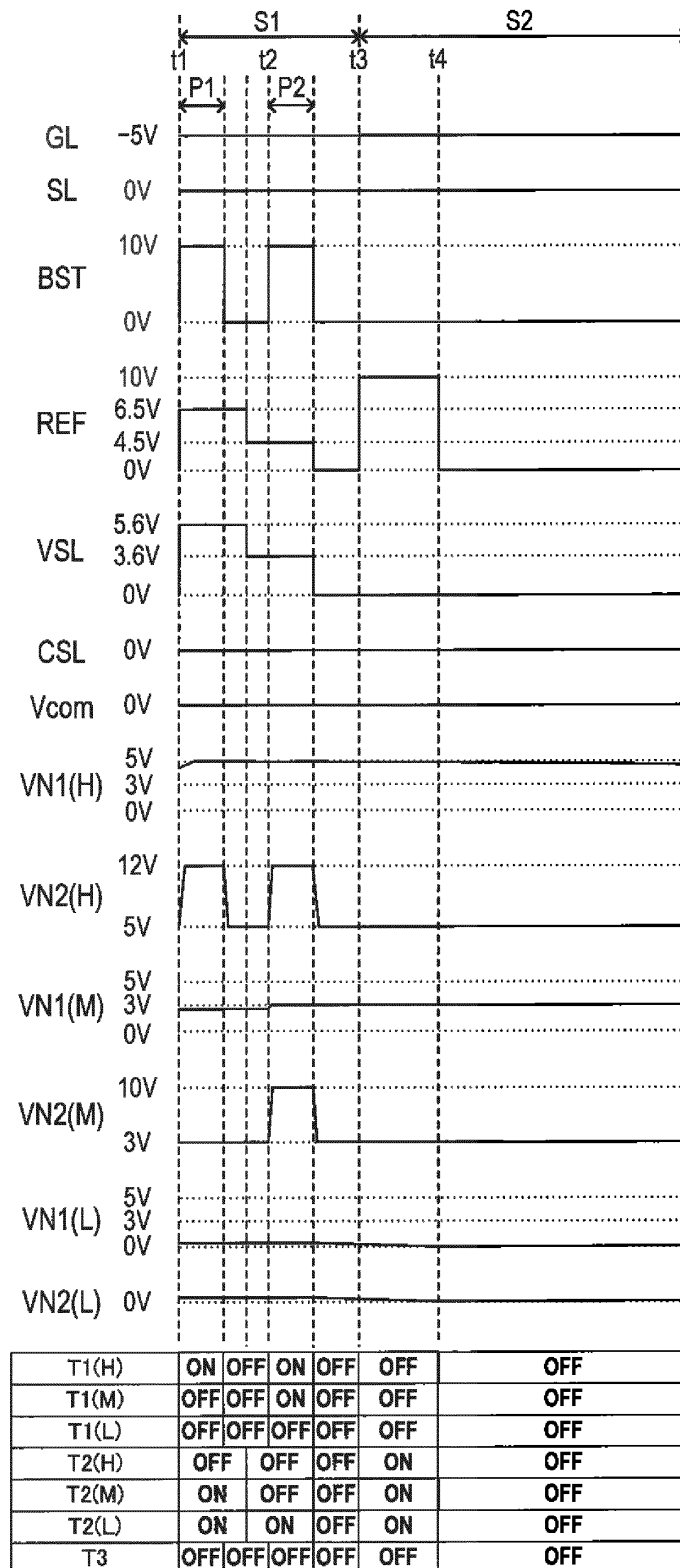 S1 S2
t1 t2 t3 t4
P1 P2
GL −5V
SL 0V
10V
BST
0V
10V
REF 6.5V
4.5V
0V
5.6V
VSL 3.6V
0V
CSL 0V
Vcom 0V
5V
VN1(H) 3V
0V
12V
VN2(H)
5V
5V
VN1(M) 3V
0V
10V
VN2(M)
3V
5V
VN1(L) 3V
0V
VN2(L) 0V
T1(H) ON OFF ON OFF OFF OFF
T1(M) OFF OFF ON OFF OFF OFF
T1(L) OFF OFF OFF OFF OFF OFF
T2(H) OFF OFF OFF ON OFF
T2(M) ON OFF OFF ON OFF
T2(L) ON ON OFF ON OFF
T3 OFF OFF OFF OFF OFF OFF